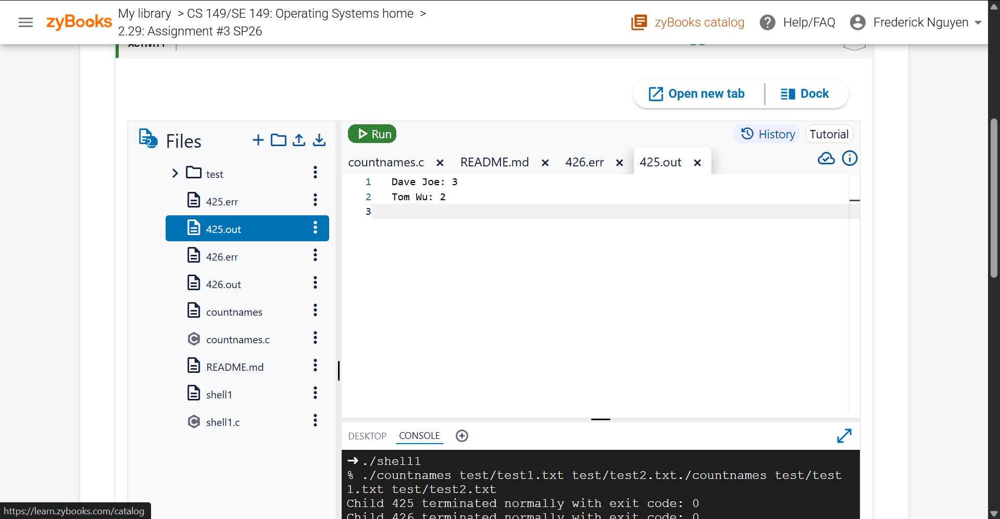 zyBooks
My library > CS 149/SE 149: Operating Systems home >
2.29: Assignment #3 SP26
zyBooks catalog
Help/FAQ
Frederick Nguyen
ACTIVITY
Open new tab
Dock
Files
2...
test
425.err
425.out
426.err
426.out
countnames
countnames.c
README.md
shell1
shell1.c
Run
History
Tutorial
countnames.c
README.md
426.err
425.out
1 Dave Joe: 3
2 Tom Wu: 2
3
DESKTOP
CONSOLE
➜ ./shell1
% ./countnames test/test1.txt test/test2.txt./countnames test/test
1.txt test/test2.txt
Child 425 terminated normally with exit code: 0
Child 426 terminated normally with exit code: 0
https://learn.zybooks.com/catalog